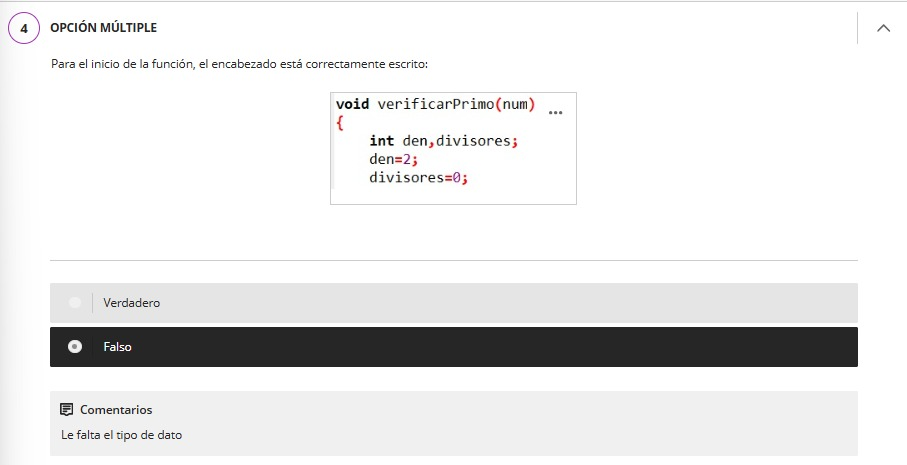 4 OPCIÓN MÚLTIPLE
Para el inicio de la función, el encabezado está correctamente escrito:
void verificarPrimo(num) ...
{
int den,divisores;
den=2;
divisores=0;
Verdadero
Falso
Comentarios
Le falta el tipo de dato